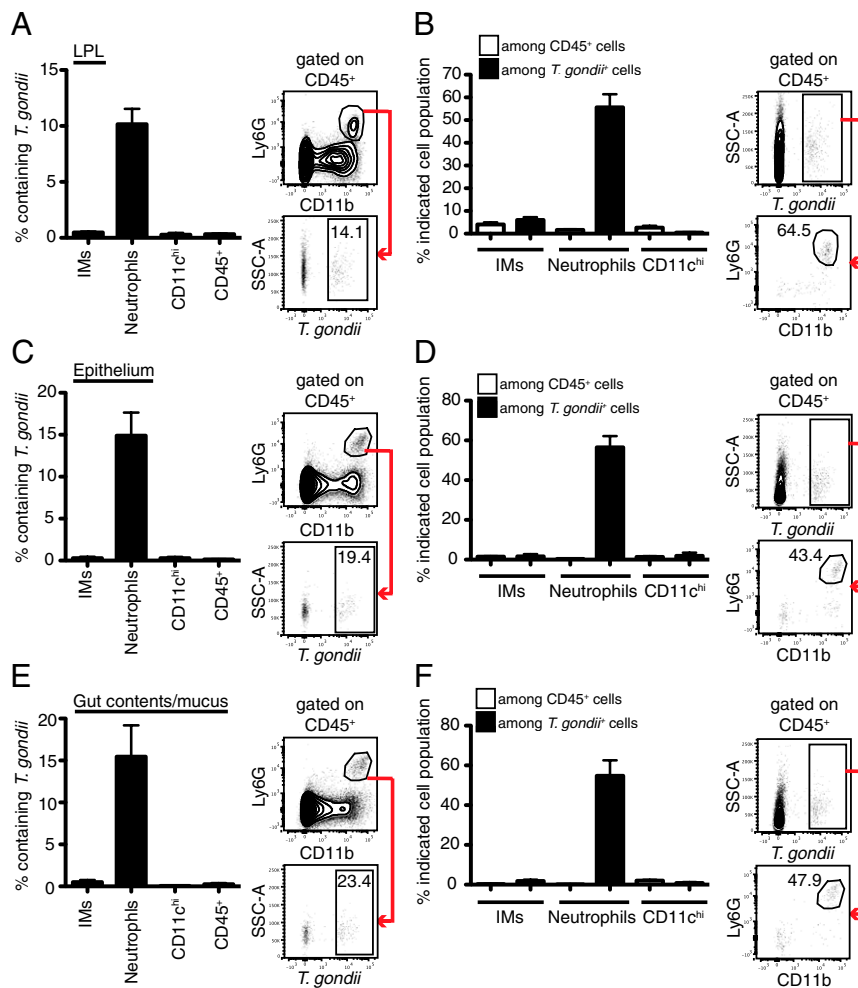 A
LPL
% containing T. gondii
15
10
5
0
IMs
Neutrophils
CD11chi
CD45+
gated on
CD45+
Ly6G
CD11b
14.1
SSC-A
T. gondii
B
among CD45+ cells
among T. gondii+ cells
% indicated cell population
70
60
50
40
30
20
10
0
IMs Neutrophils CD11chi
gated on
CD45+
SSC-A
T. gondii
64.5
Ly6G
CD11b
C
Epithelium
% containing T. gondii
20
15
10
5
0
IMs
Neutrophils
CD11chi
CD45+
gated on
CD45+
Ly6G
CD11b
19.4
SSC-A
T. gondii
D
among CD45+ cells
among T. gondii+ cells
% indicated cell population
80
60
40
20
0
IMs Neutrophils CD11chi
gated on
CD45+
SSC-A
T. gondii
43.4
Ly6G
CD11b
E
Gut contents/mucus
% containing T. gondii
20
15
10
5
0
IMs
Neutrophils
CD11chi
CD45+
gated on
CD45+
Ly6G
CD11b
23.4
SSC-A
T. gondii
F
among CD45+ cells
among T. gondii+ cells
% indicated cell population
80
60
40
20
0
IMs Neutrophils CD11chi
gated on
CD45+
SSC-A
T. gondii
47.9
Ly6G
CD11b